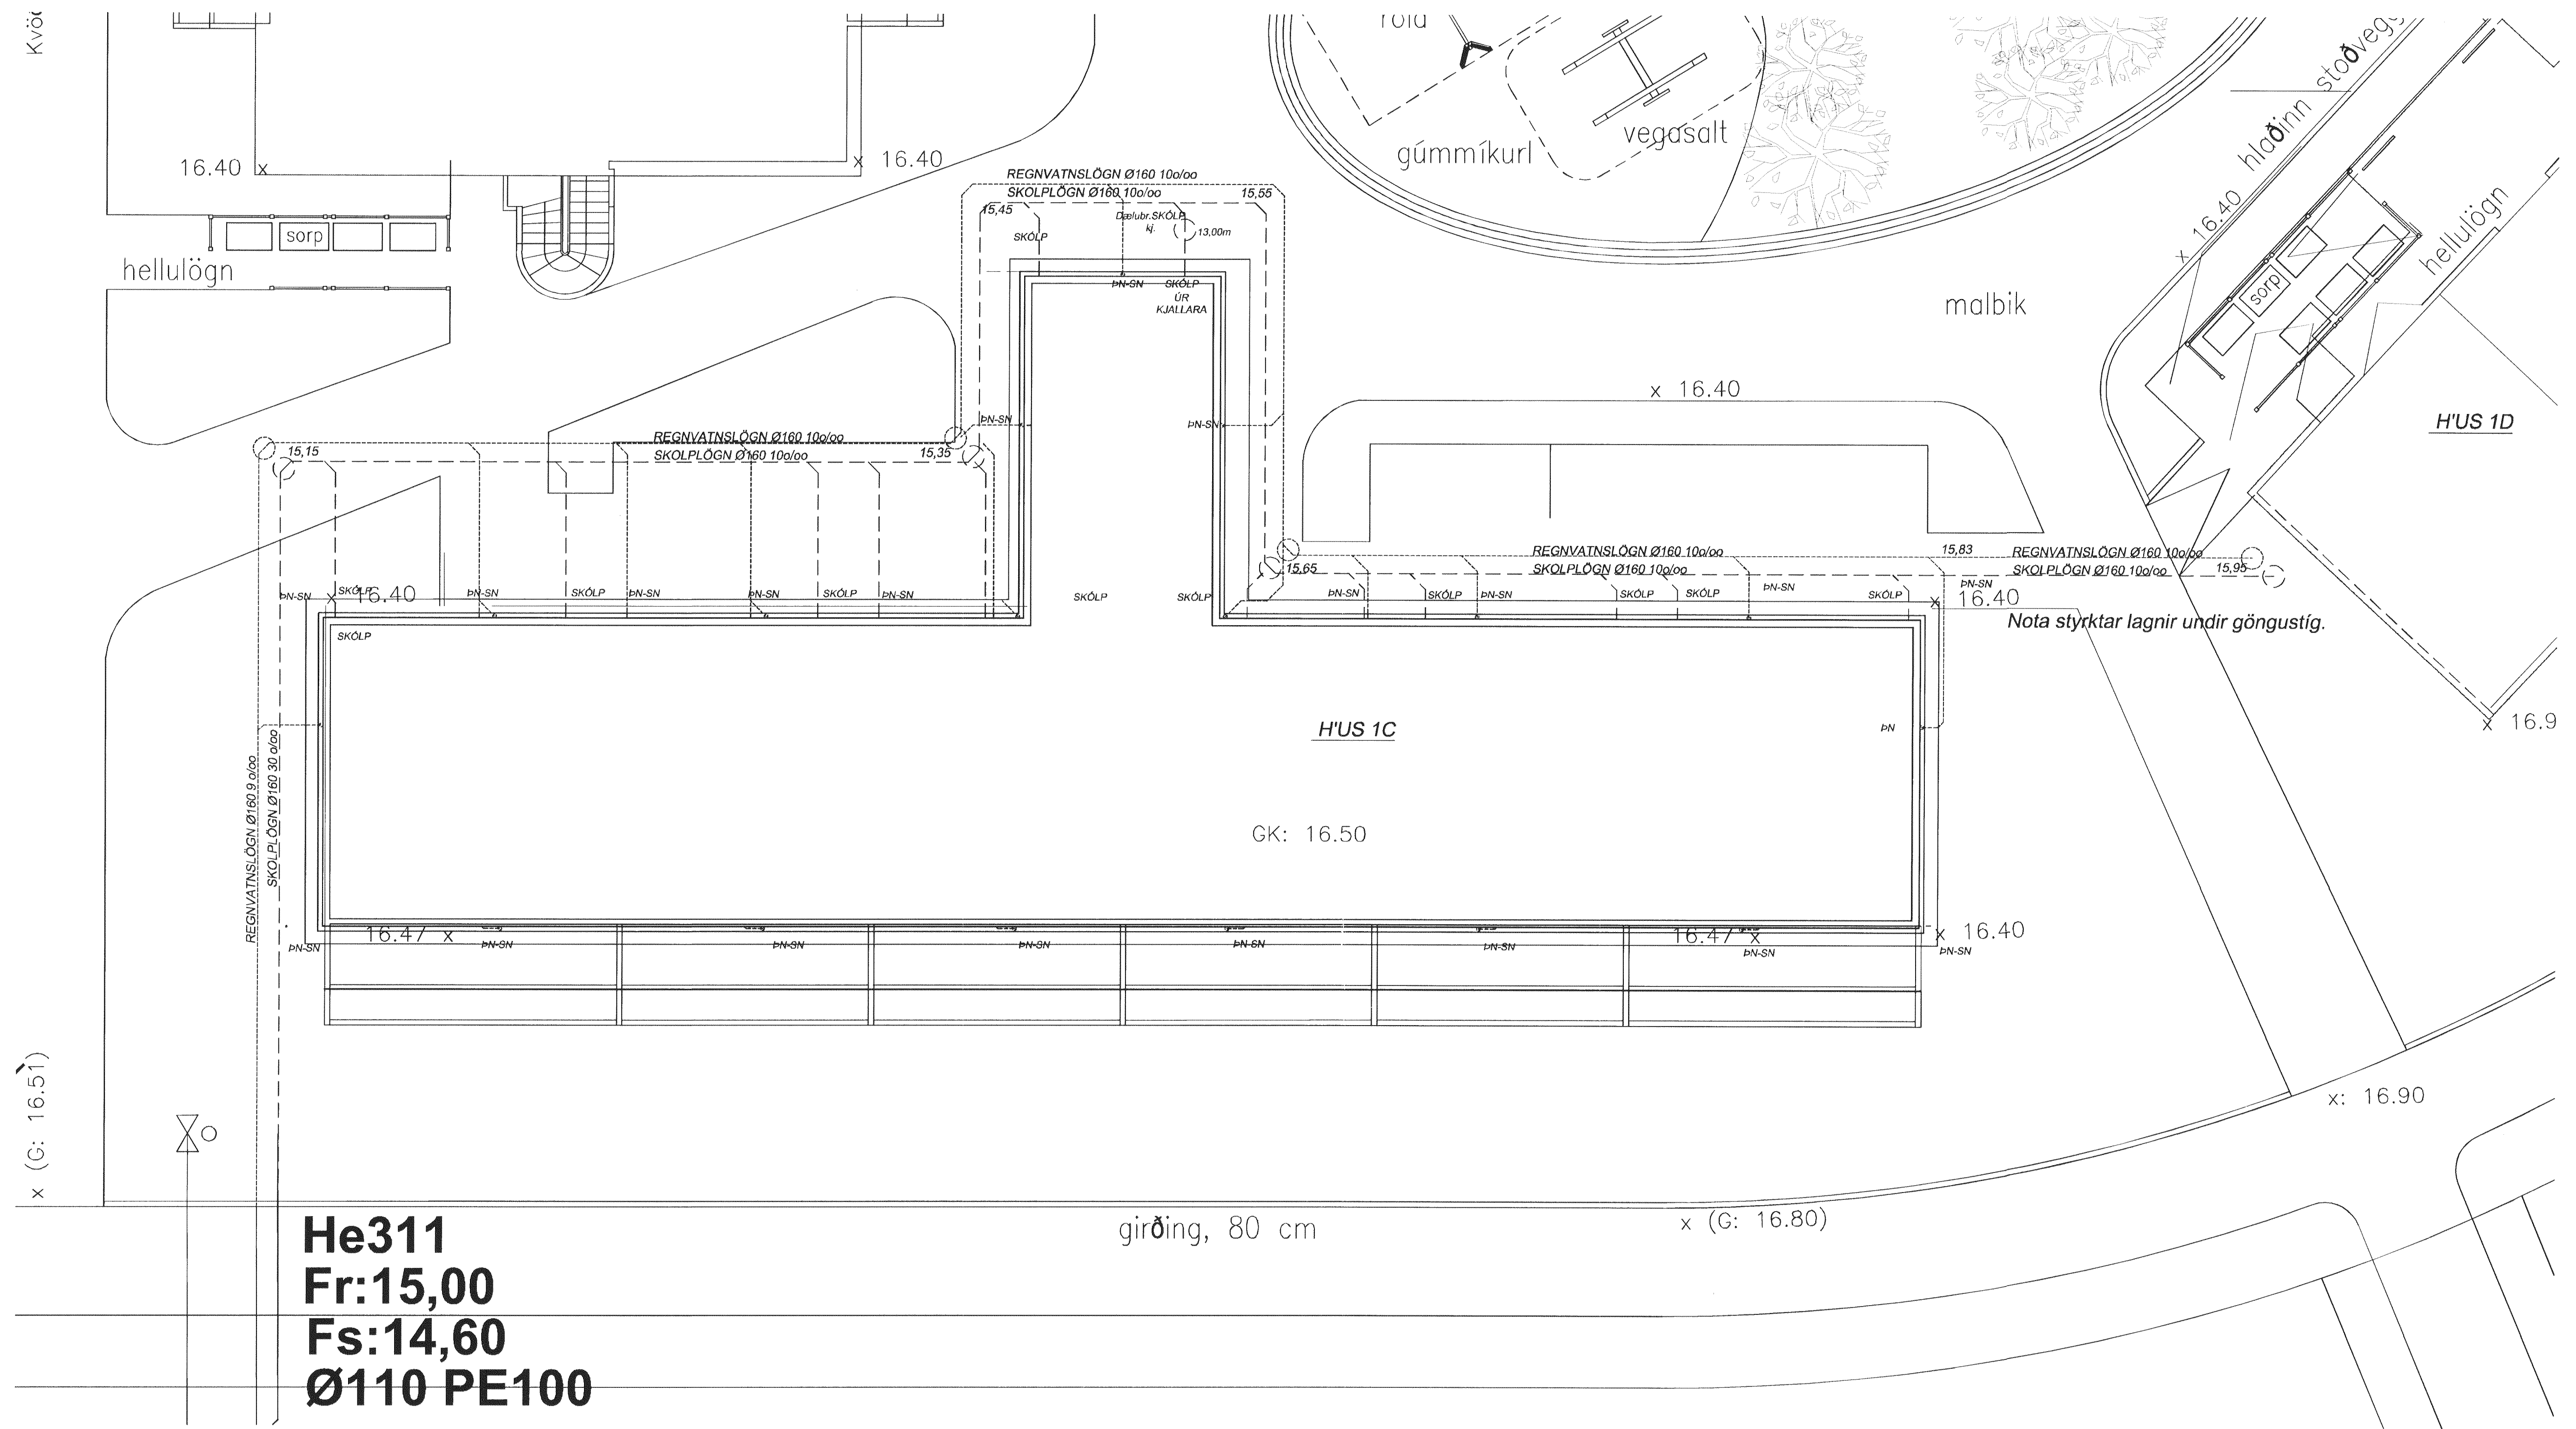 róla
vegasalt
gúmmíkurl
hlaðinn
16.40
x 16.40
x 16.40
hellulögn
sorp
hellulögn
sorp
malbik
REGNVATNSLÖGN Ø160 10o/oo
SKOLPLÖGN Ø160 10o/oo
15,45
15,55
Dælubr.SKÓLP
kj.
13,00m
SKÓLP
ÞN-SN
SKÓLP
ÚR
KJALLARA
x 16.40
H'US 1D
ÞN-SN
ÞN-SN
REGNVATNSLÖGN Ø160 10o/oo
SKOLPLÖGN Ø160 10o/oo
15,15
15,35
REGNVATNSLÖGN Ø160 10o/oo
SKOLPLÖGN Ø160 10o/oo
15,65
15,83
REGNVATNSLÖGN Ø160 10o/oo
SKOLPLÖGN Ø160 10o/oo
15,95
ÞN-SN
SKÓLP
x 16.40
ÞN-SN
SKÓLP
ÞN-SN
ÞN-SN
SKÓLP
ÞN-SN
SKÓLP
SKÓLP
ÞN-SN
SKÓLP
ÞN-SN
SKÓLP
SKÓLP
ÞN-SN
SKÓLP
ÞN-SN
x 16.40
Nota styrktar lagnir undir göngustíg.
SKÓLP
H'US 1C
ÞN
x 16.9
REGNVATNSLÖGN Ø160 9 o/oo
SKOLPLÖGN Ø160 30 o/oo
GK: 16.50
16.47 x
16.47 x
x 16.40
ÞN-SN
ÞN-SN
ÞN-SN
ÞN-SN
ÞN-SN
ÞN-SN
ÞN-SN
ÞN-SN
x (G: 16.51)
x: 16.90
girðing, 80 cm
x (G: 16.80)
He311
Fr:15,00
Fs:14,60
Ø110 PE100